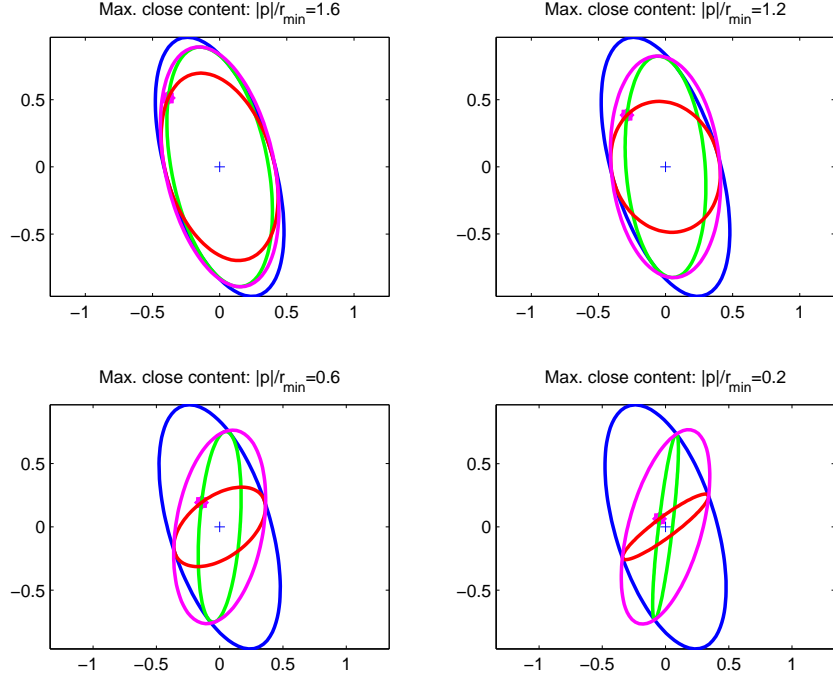 Max. close content: |p|/r_min=1.6
0.5
0
−0.5
−1 −0.5 0 0.5 1
Max. close content: |p|/r_min=1.2
0.5
0
−0.5
−1 −0.5 0 0.5 1
Max. close content: |p|/r_min=0.6
0.5
0
−0.5
−1 −0.5 0 0.5 1
Max. close content: |p|/r_min=0.2
0.5
0
−0.5
−1 −0.5 0 0.5 1